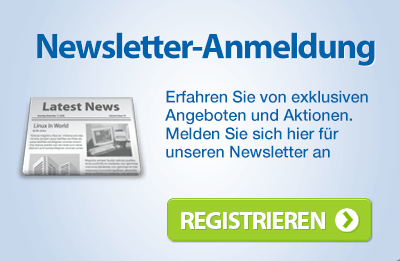 Newsletter-Anmeldung
Latest News
Linux in World
Erfahren Sie von exklusiven
Angeboten und Aktionen.
Melden Sie sich hier für
unseren Newsletter an
REGISTRIEREN